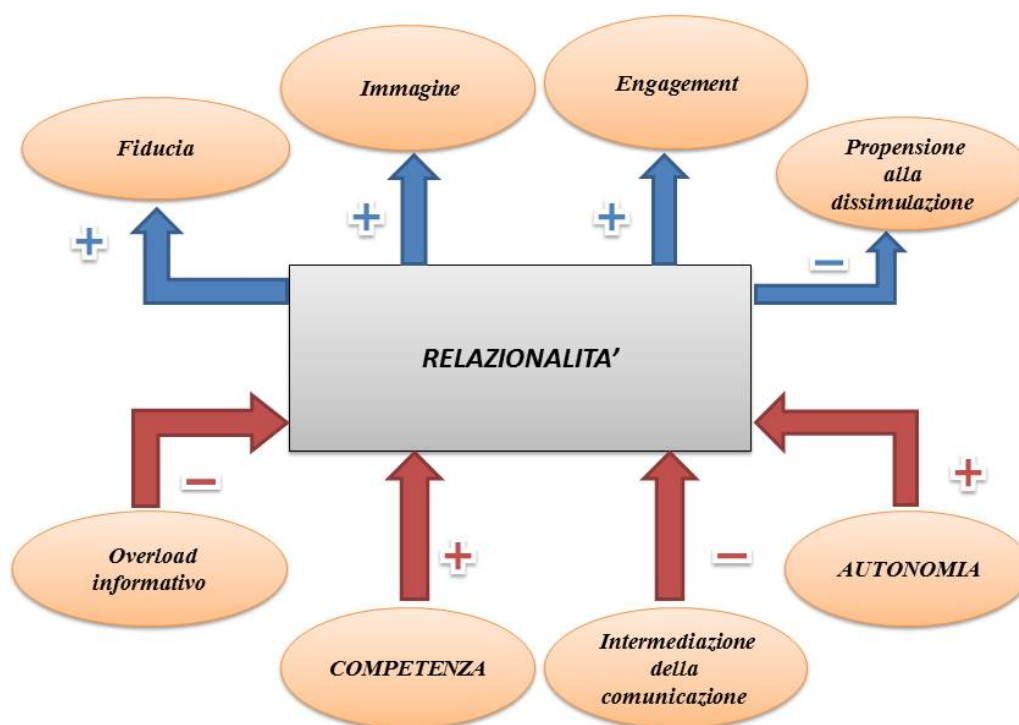 Immagine
Engagement
Fiducia
Propensione
alla
dissimulazione
+
+
+
−
RELAZIONALITA’
−
+
−
+
Overload
informativo
AUTONOMIA
COMPETENZA
Intermediazione
della
comunicazione